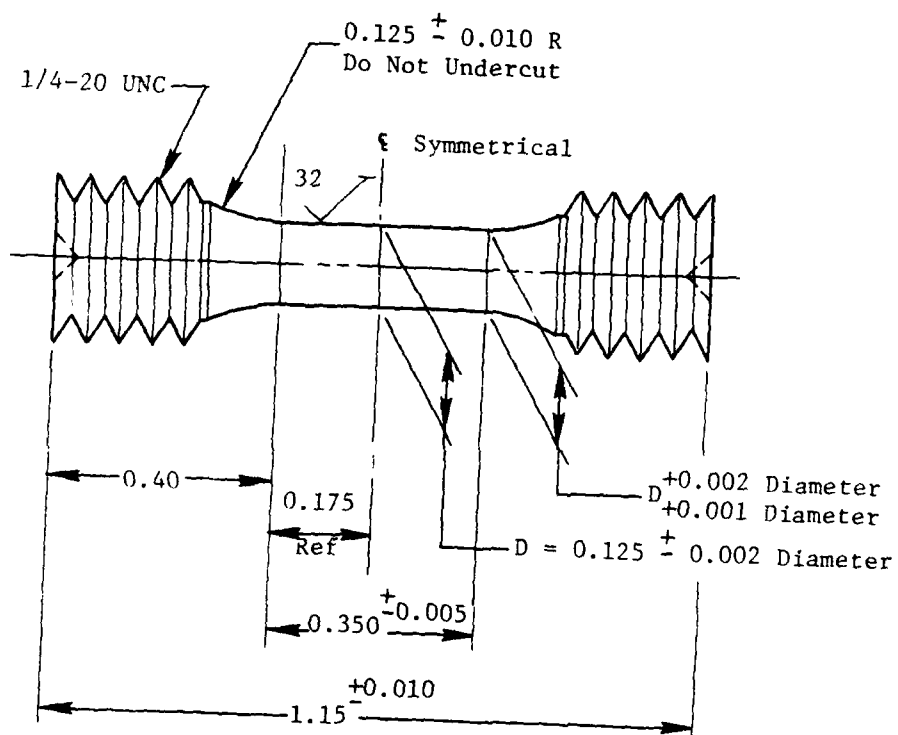 0.125 ± 0.010 R
Do Not Undercut
1/4-20 UNC
℄ Symmetrical
32
0.40
0.175
Ref
D +0.002 Diameter
+0.001 Diameter
D = 0.125 ± 0.002 Diameter
0.350 ±0.005
1.15 ±0.010